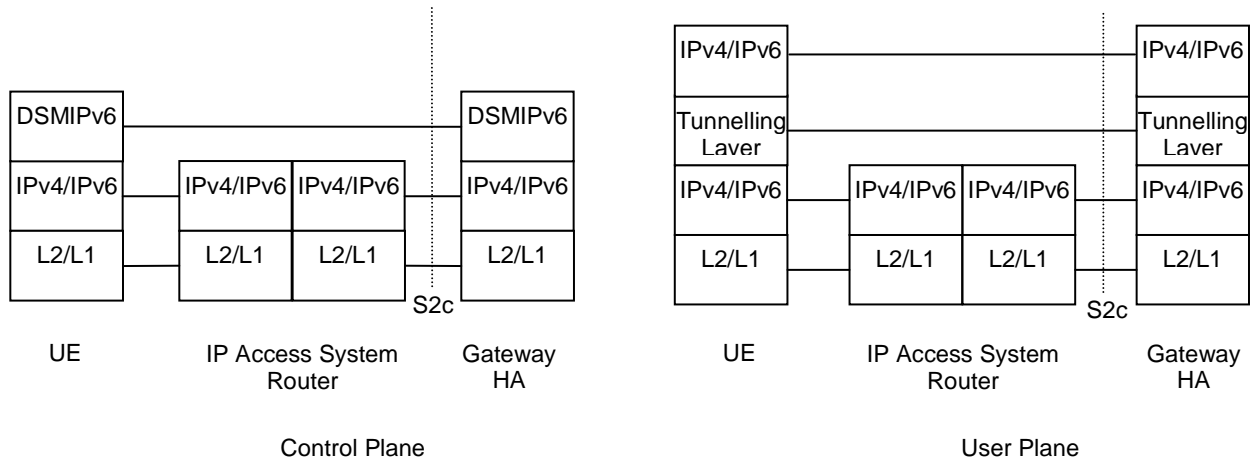 IPv4/IPv6 IPv4/IPv6
DSMIPv6 DSMIPv6 Tunnelling Tunnelling
Layer Layer
IPv4/IPv6 IPv4/IPv6 IPv4/IPv6 IPv4/IPv6 IPv4/IPv6 IPv4/IPv6 IPv4/IPv6 IPv4/IPv6
L2/L1 L2/L1 L2/L1 L2/L1 L2/L1 L2/L1 L2/L1 L2/L1
S2c S2c
UE IP Access System Gateway UE IP Access System Gateway
Router HA Router HA
Control Plane User Plane